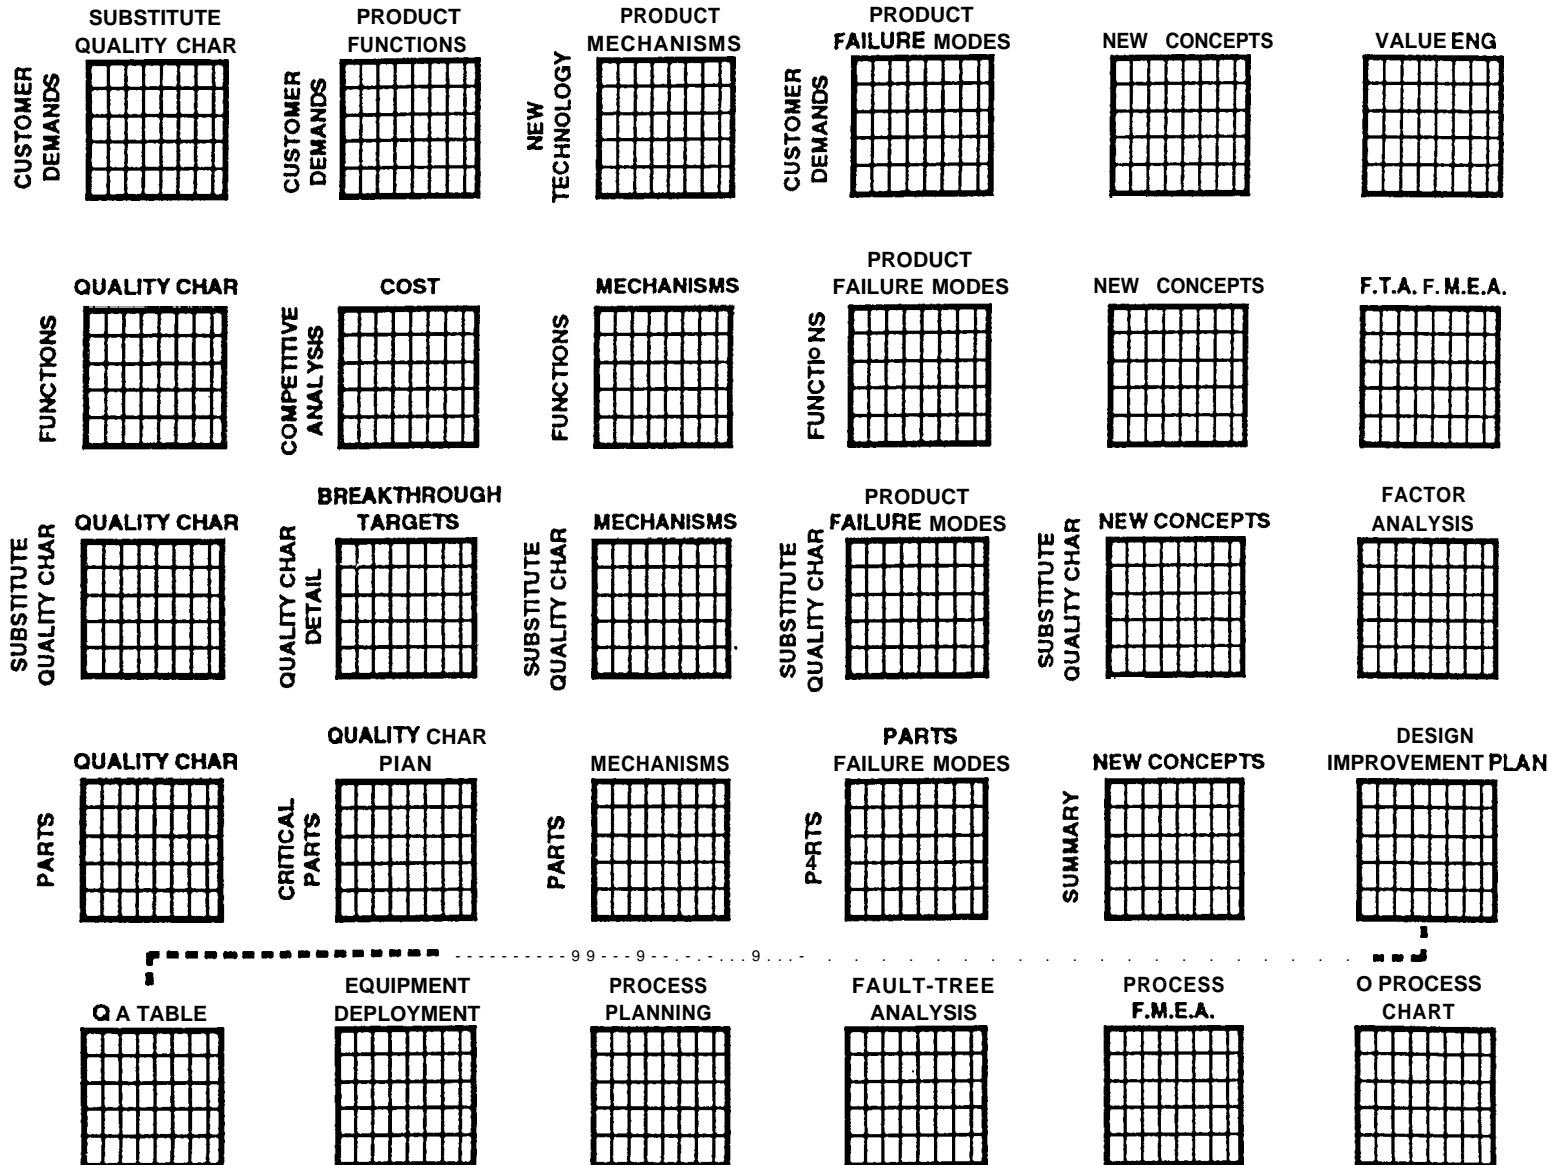 SUBSTITUTE
QUALITY CHAR
PRODUCT
FUNCTIONS
PRODUCT
MECHANISMS
PRODUCT
FAILURE MODES
NEW CONCEPTS
VALUE ENG
CUSTOMER
DEMANDS
CUSTOMER
DEMANDS
NEW
TECHNOLOGY
CUSTOMER
DEMANDS
QUALITY CHAR
COST
MECHANISMS
PRODUCT
FAILURE MODES
NEW CONCEPTS
F.T.A. F. M.E.A.
FUNCTIONS
COMPETITIVE
ANALYSIS
FUNCTIONS
FUNCTIONS
QUALITY CHAR
BREAKTHROUGH
TARGETS
MECHANISMS
PRODUCT
FAILURE MODES
NEW CONCEPTS
FACTOR
ANALYSIS
SUBSTITUTE
QUALITY CHAR
QUALITY CHAR
DETAIL
SUBSTITUTE
QUALITY CHAR
SUBSTITUTE
QUALITY CHAR
SUBSTITUTE
QUALITY CHAR
QUALITY CHAR
QUALITY CHAR
PIAN
MECHANISMS
PARTS
FAILURE MODES
NEW CONCEPTS
DESIGN
IMPROVEMENT PLAN
PARTS
CRITICAL
PARTS
PARTS
P4RTS
SUMMARY
----------99---9---.-.-...9...-
Q A TABLE
EQUIPMENT
DEPLOYMENT
PROCESS
PLANNING
FAULT-TREE
ANALYSIS
PROCESS
F.M.E.A.
O PROCESS
CHART